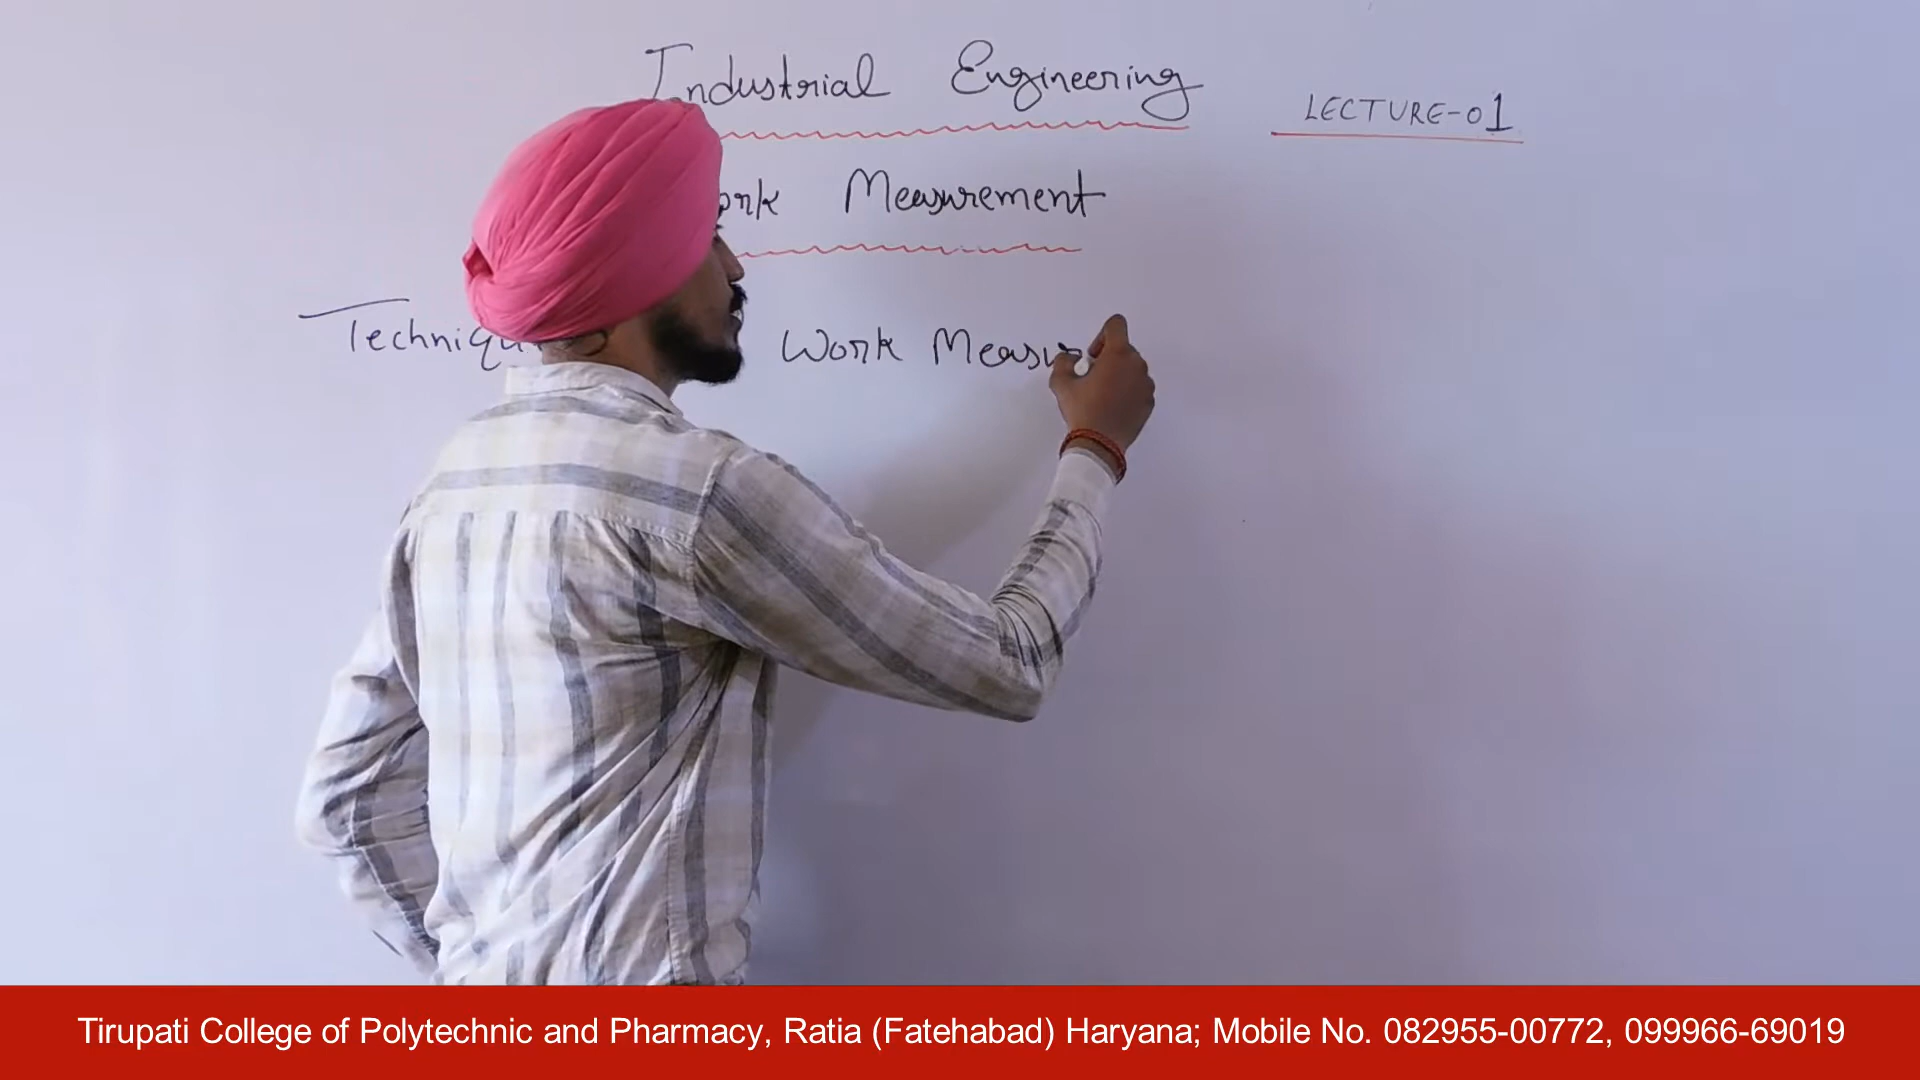 Industrial Engineering
LECTURE-01
Measurement
Work
Tirupati College of Polytechnic and Pharmacy, Ratia (Fatehabad) Haryana; Mobile No. 082955-00772, 099966-69019